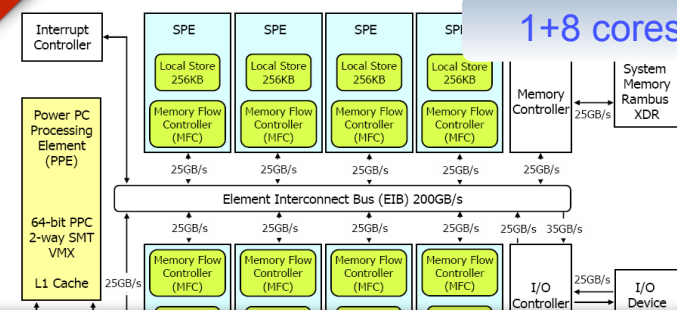 1+8 cores
Interrupt
Controller
SPE
SPE
SPE
SPE
Local Store
256KB
Local Store
256KB
Local Store
256KB
Local Store
256KB
Memory Flow
Controller
(MFC)
Memory Flow
Controller
(MFC)
Memory Flow
Controller
(MFC)
Memory Flow
Controller
(MFC)
Memory
Controller
25GB/s
System
Memory
Rambus
XDR
Power PC
Processing
Element
(PPE)
64-bit PPC
2-way SMT
VMX
L1 Cache
25GB/s
25GB/s
25GB/s
25GB/s
25GB/s
Element Interconnect Bus (EIB) 200GB/s
25GB/s
25GB/s
25GB/s
25GB/s
25GB/s
35GB/s
25GB/s
Memory Flow
Controller
(MFC)
Memory Flow
Controller
(MFC)
Memory Flow
Controller
(MFC)
Memory Flow
Controller
(MFC)
I/O
Controller
25GB/s
I/O
Device